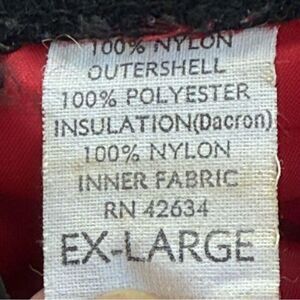 100% NYLON
OUTERSHELL
100% POLYESTER
INSULATION(Dacron)
100% NYLON
INNER FABRIC
RN 42634
EX-LARGE